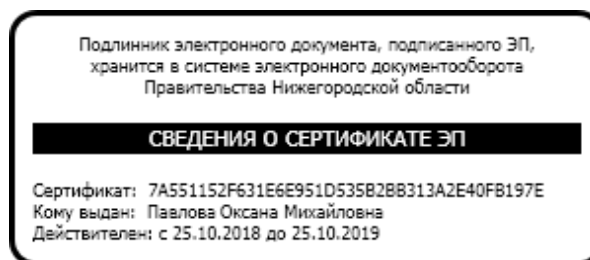 Подлинник электронного документа, подписанного ЭП,
хранится в системе электронного документооборота
Правительства Нижегородской области
СВЕДЕНИЯ О СЕРТИФИКАТЕ ЭП
Сертификат: 7A551152F631E6E951D535B2BB313A2E40FB197E
Кому выдан: Павлова Оксана Михайловна
Действителен: с 25.10.2018 до 25.10.2019